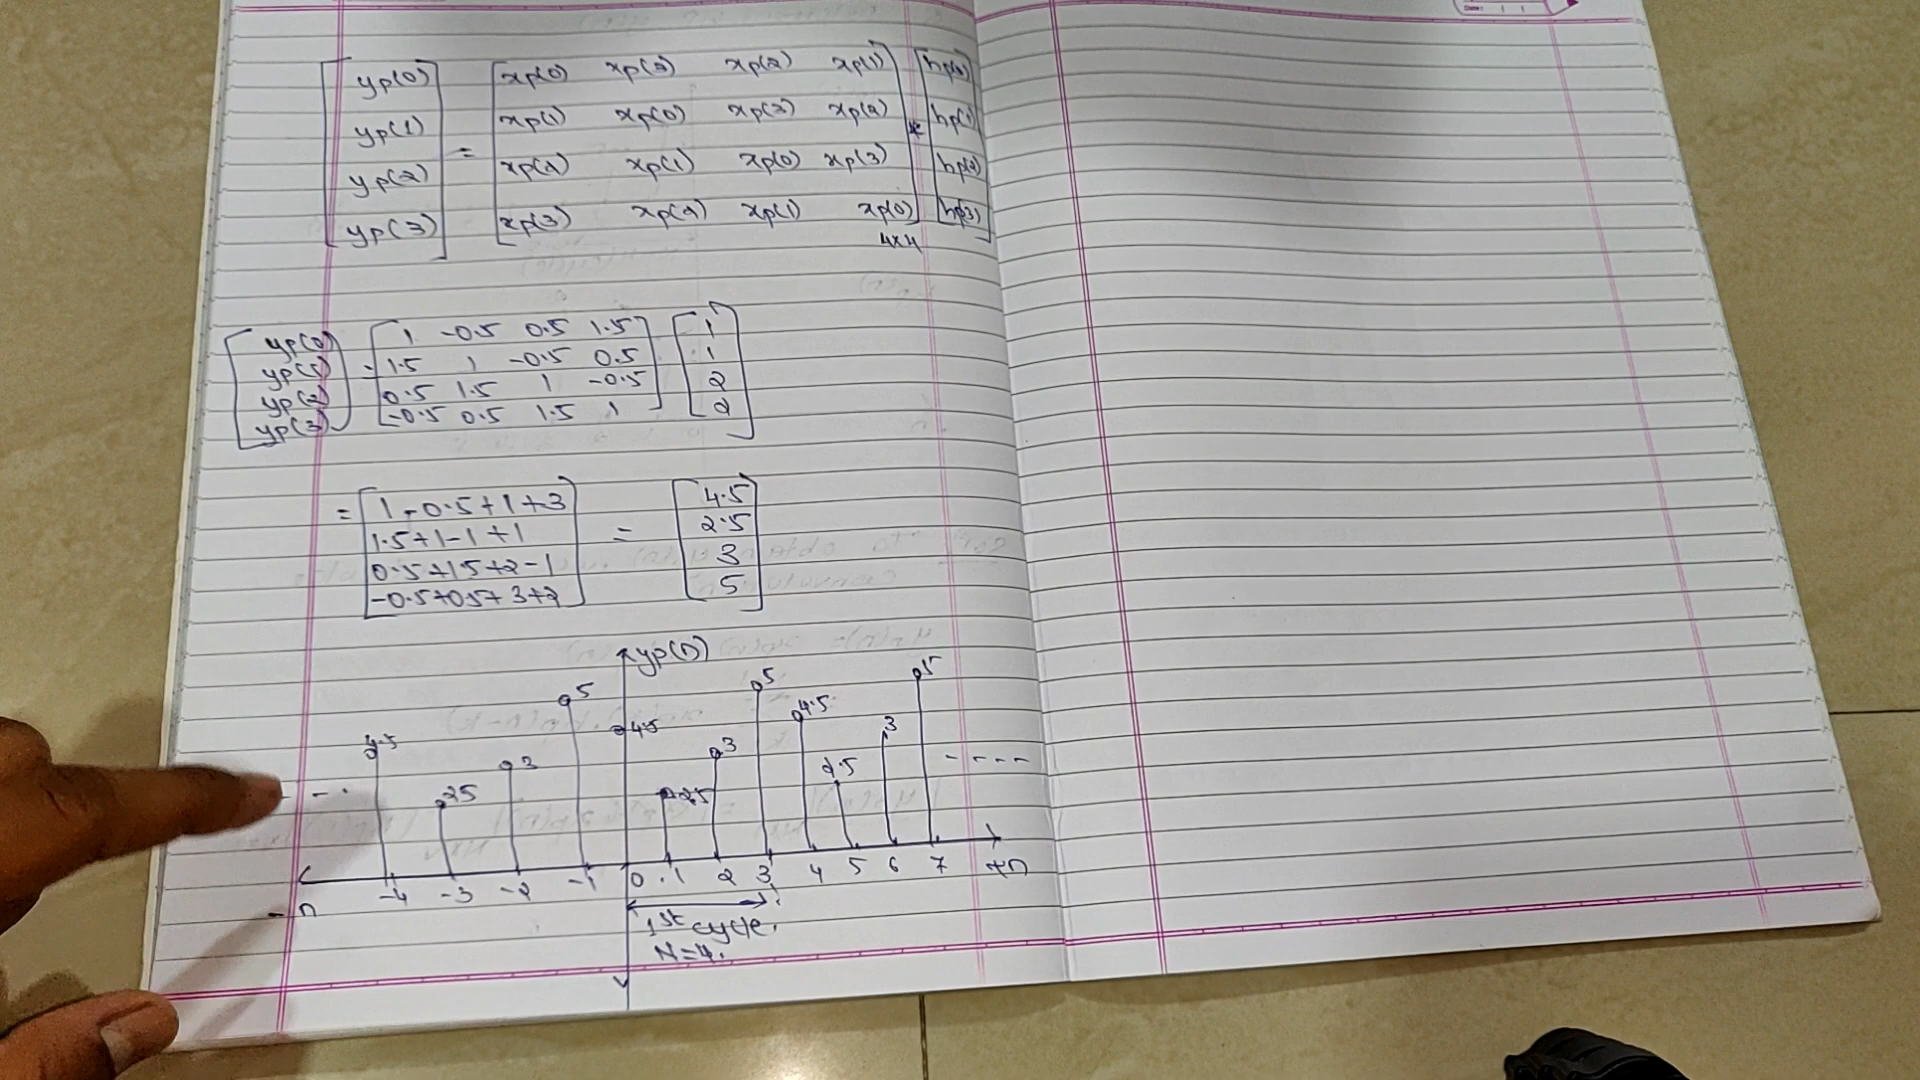 yp(0) xp(0) xp(3) xp(2) xp(1) hp(0)
yp(1) xp(1) xp(0) xp(3) xp(2) hp(1)
= *
yp(2) xp(2) xp(1) xp(0) xp(3) hp(2)
yp(3) xp(3) xp(2) xp(1) xp(0) hp(3)
4x4
yp(0) 1 -0.5 0.5 1.5 1
yp(1) = 1.5 1 -0.5 0.5 1
yp(2) 0.5 1.5 1 -0.5 2
yp(3) -0.5 0.5 1.5 1 2
= 1-0.5+1+3 = 4.5
1.5+1-1+1 2.5
0.5+1.5+2-1 3
-0.5+0.5+3+2 5
yp(n)
4.5 2.5 3 5 4.5 2.5 3 5 4.5 2.5 3 5
-n -4 -3 -2 -1 0 1 2 3 4 5 6 7 +n
1st cycle.
N=4.